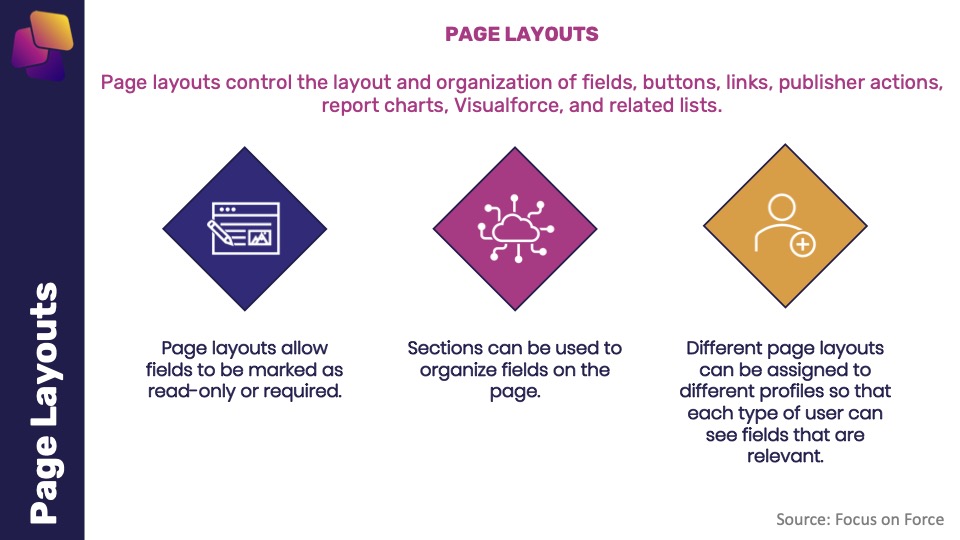 PAGE LAYOUTS
Page layouts control the layout and organization of fields, buttons, links, publisher actions,
report charts, Visualforce, and related lists.
Page layouts allow
fields to be marked as
read-only or required.
Sections can be used to
organize fields on the
page.
Different page layouts
can be assigned to
different profiles so that
each type of user can
see fields that are
relevant.
Page Layouts
Source: Focus on Force